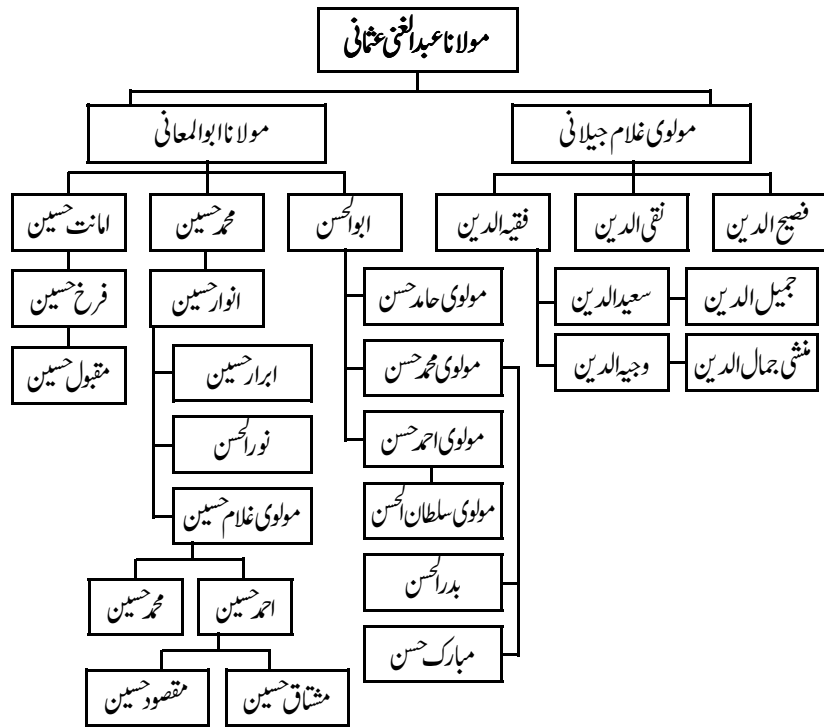 مولانا عبدالغنی عثمانی
مولوی غلام جیلانی
مولانا ابوالمعانی
فصیح الدین
نقی الدین
فقیہ الدین
ابوالحسن
محمد حسین
امانت حسین
جمیل الدین
سعید الدین
مولوی حامد حسن
انوار حسین
فرخ حسین
منشی جمال الدین
وجیہ الدین
مولوی محمد حسن
ابرار حسین
مقبول حسین
مولوی احمد حسن
نورالحسن
مولوی سلطان الحسن
مولوی غلام حسین
بدرالحسن
احمد حسین
محمد حسین
مبارک حسن
مشتاق حسین
مقصود حسین